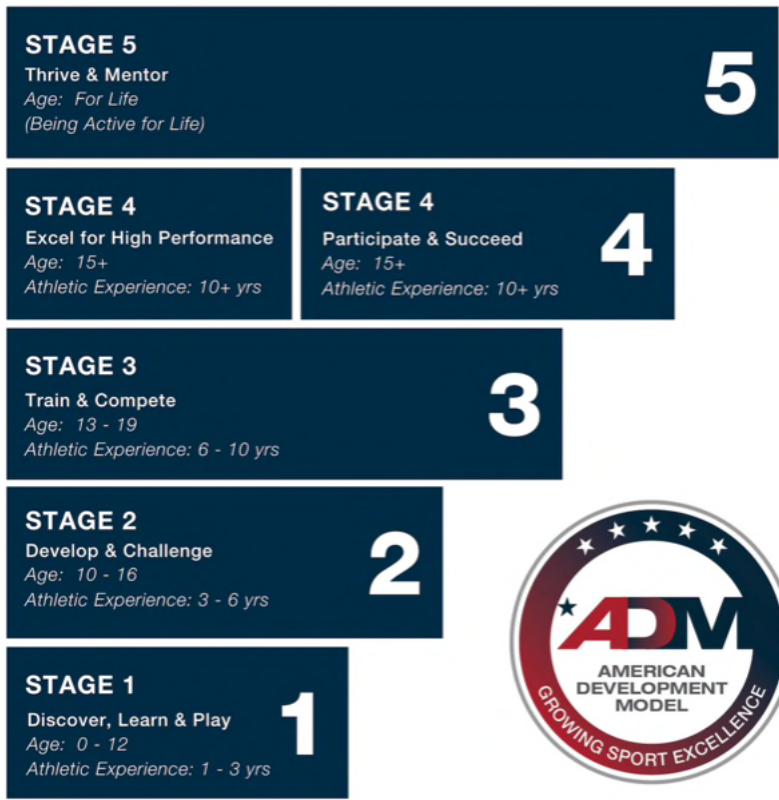 STAGE 5
Thrive & Mentor
Age: For Life
(Being Active for Life)
5
STAGE 4
Excel for High Performance
Age: 15+
Athletic Experience: 10+ yrs
STAGE 4
Participate & Succeed
Age: 15+
Athletic Experience: 10+ yrs
4
STAGE 3
Train & Compete
Age: 13 - 19
Athletic Experience: 6 - 10 yrs
3
STAGE 2
Develop & Challenge
Age: 10 - 16
Athletic Experience: 3 - 6 yrs
2
STAGE 1
Discover, Learn & Play
Age: 0 - 12
Athletic Experience: 1 - 3 yrs
1
ADM
AMERICAN
DEVELOPMENT
MODEL
GROWING SPORT EXCELLENCE